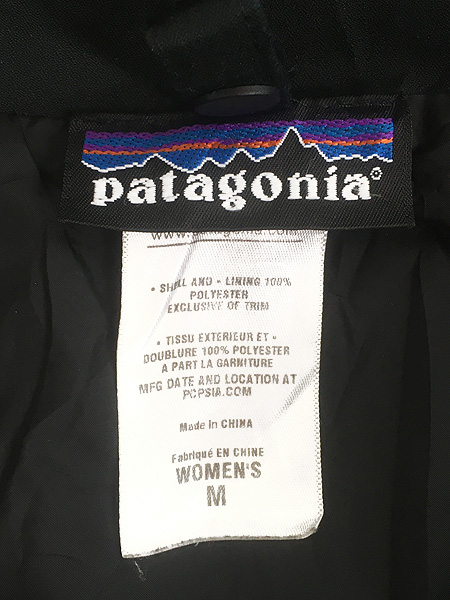 patagonia®
• SHELL AND • LINING 100%
POLYESTER
EXCLUSIVE OF TRIM
• TISSU EXTERIEUR ET •
DOUBLURE 100% POLYESTER
A PART LA GARNITURE
MFG DATE AND LOCATION AT
PCPSIA.COM
Made in CHINA
Fabriqué EN CHINE
WOMEN'S
M